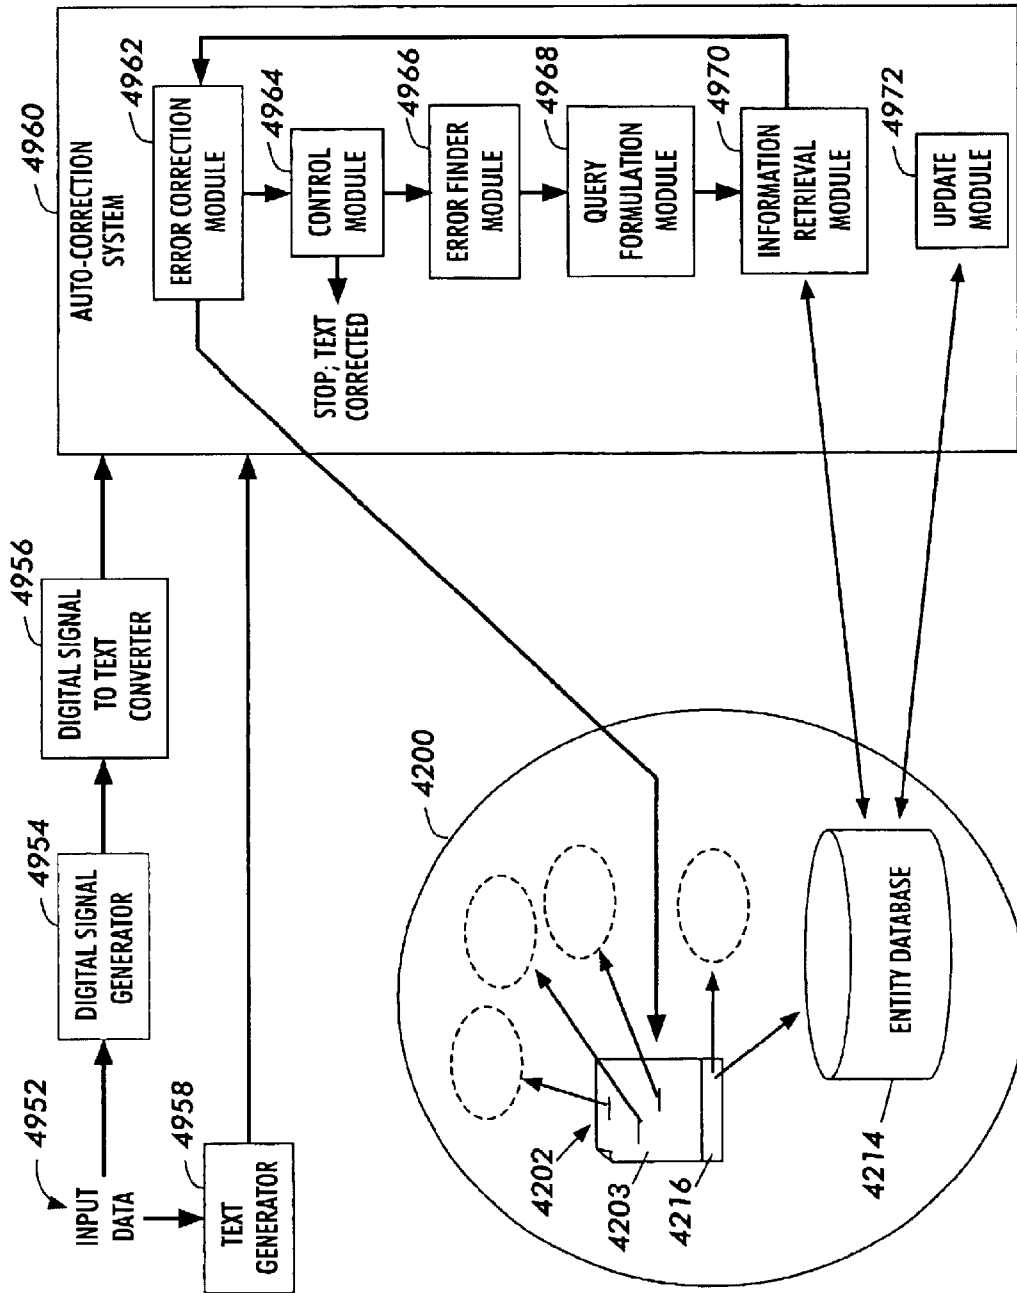 4952
INPUT
DATA
4954
DIGITAL SIGNAL
GENERATOR
4956
DIGITAL SIGNAL
TO TEXT
CONVERTER
4958
TEXT
GENERATOR
4960
AUTO-CORRECTION
SYSTEM
4962
ERROR CORRECTION
MODULE
4964
CONTROL
MODULE
STOP; TEXT
CORRECTED
4966
ERROR FINDER
MODULE
4968
QUERY
FORMULATION
MODULE
4970
INFORMATION
RETRIEVAL
MODULE
4972
UPDATE
MODULE
4200
4202
4203
4216
ENTITY DATABASE
4214